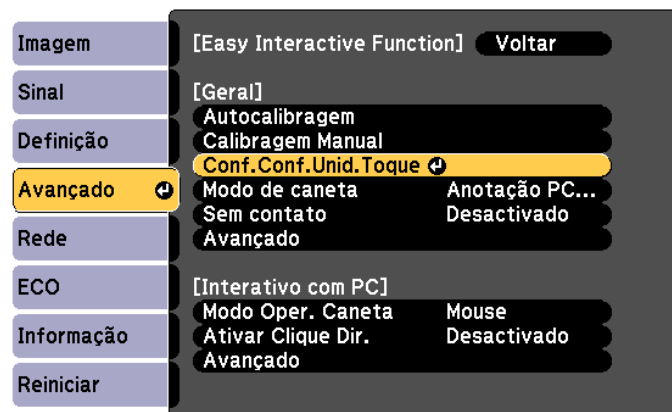 Imagem
Sinal
Definição
Avançado
Rede
ECO
Informação
Reiniciar
[Easy Interactive Function] Voltar
[Geral]
Autocalibragem
Calibragem Manual
Conf.Conf.Unid.Toque
Modo de caneta Anotação PC...
Sem contato Desactivado
Avançado
[Interativo com PC]
Modo Oper. Caneta Mouse
Ativar Clique Dir. Desactivado
Avançado